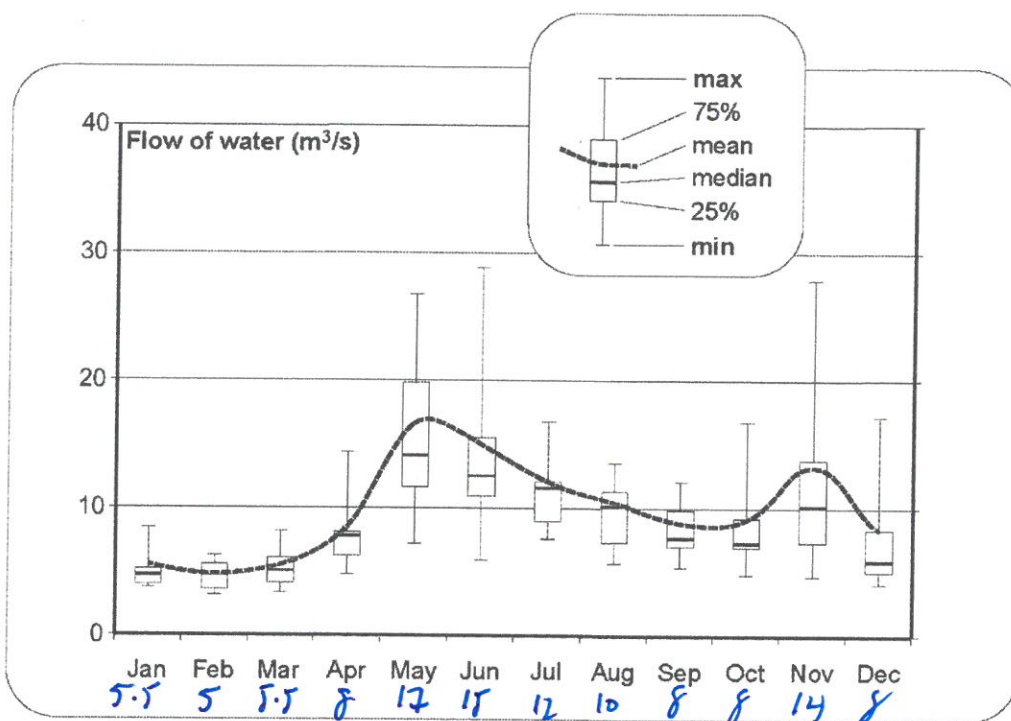 max
75%
mean
median
25%
min
Flow of water (m³/s)
40
30
20
10
0
Jan Feb Mar Apr May Jun Jul Aug Sep Oct Nov Dec
5.5 5 5.5 8 17 15 12 10 8 8 14 8